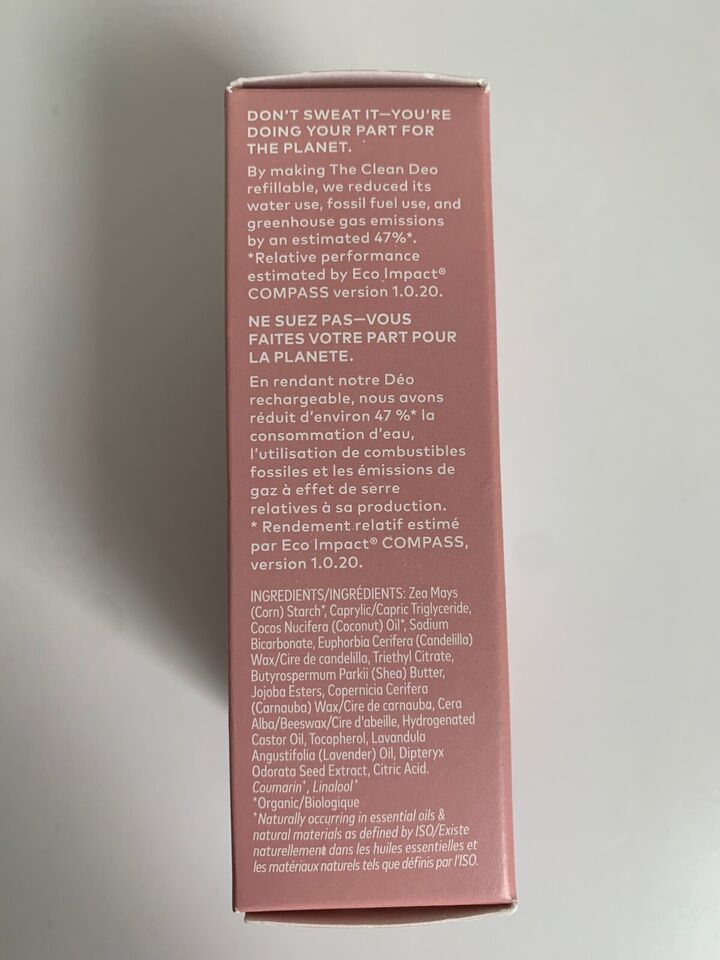 DON'T SWEAT IT—YOU'RE
DOING YOUR PART FOR
THE PLANET.
By making The Clean Deo
refillable, we reduced its
water use, fossil fuel use, and
greenhouse gas emissions
by an estimated 47%*.
*Relative performance
estimated by Eco Impact®
COMPASS version 1.0.20.
NE SUEZ PAS—VOUS
FAITES VOTRE PART POUR
LA PLANETE.
En rendant notre Déo
rechargeable, nous avons
réduit d'environ 47 %* la
consommation d'eau,
l'utilisation de combustibles
fossiles et les émissions de
gaz à effet de serre
relatives à sa production.
* Rendement relatif estimé
par Eco Impact® COMPASS,
version 1.0.20.
INGREDIENTS/INGRÉDIENTS: Zea Mays
(Corn) Starch*, Caprylic/Capric Triglyceride,
Cocos Nucifera (Coconut) Oil*, Sodium
Bicarbonate, Euphorbia Cerifera (Candelilla)
Wax/Cire de candelilla, Triethyl Citrate,
Butyrospermum Parkii (Shea) Butter,
Jojoba Esters, Copernicia Cerifera
(Carnauba) Wax/Cire de carnauba, Cera
Alba/Beeswax/Cire d'abeille, Hydrogenated
Castor Oil, Tocopherol, Lavandula
Angustifolia (Lavender) Oil, Dipteryx
Odorata Seed Extract, Citric Acid.
Coumarin⁺, Linalool⁺
*Organic/Biologique
⁺Naturally occurring in essential oils &
natural materials as defined by ISO/Existe
naturellement dans les huiles essentielles et
les matériaux naturels tels que définis par l'ISO.